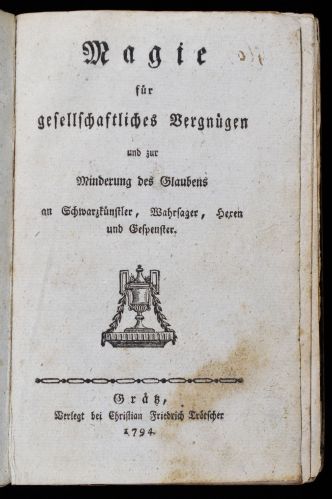 Magie
für
gesellschaftliches Vergnügen
und zur
Minderung des Glaubens
an Schwarzkünstler, Wahrsager, Hexen
und Gespenster.
Grätz,
Verlegt bei Christian Friedrich Trötscher
1794